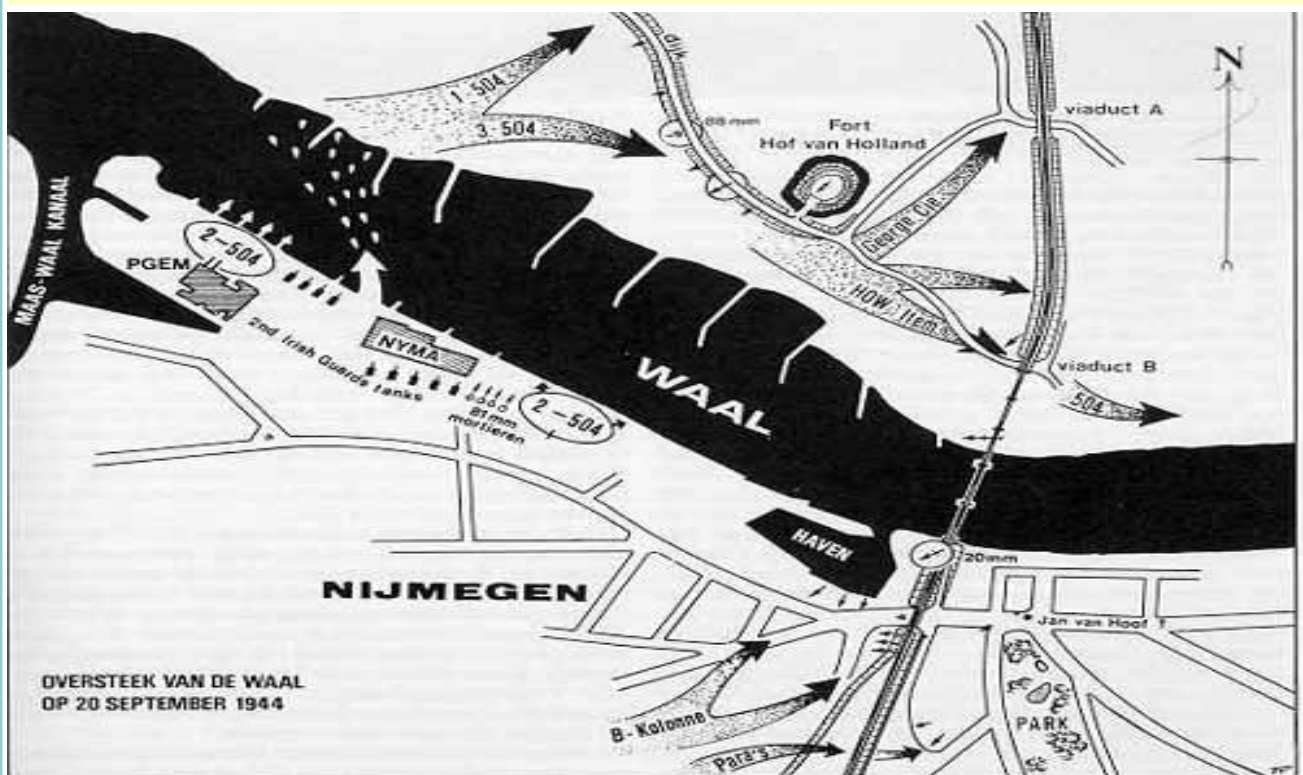 dijk
N
1-504
3-504
88mm
Fort
Hof van Holland
viaduct A
MAAS-WAAL KANAAL
PGEM
2-504
George Cie.
HOW
Item
2nd Irish Guards tanks
NYMA
81mm
mortieren
2-504
WAAL
viaduct B
504
HAVEN
20mm
NIJMEGEN
Jan van Hoof †
OVERSTEEK VAN DE WAAL
OP 20 SEPTEMBER 1944
B-Kolonne
Para's
PARK